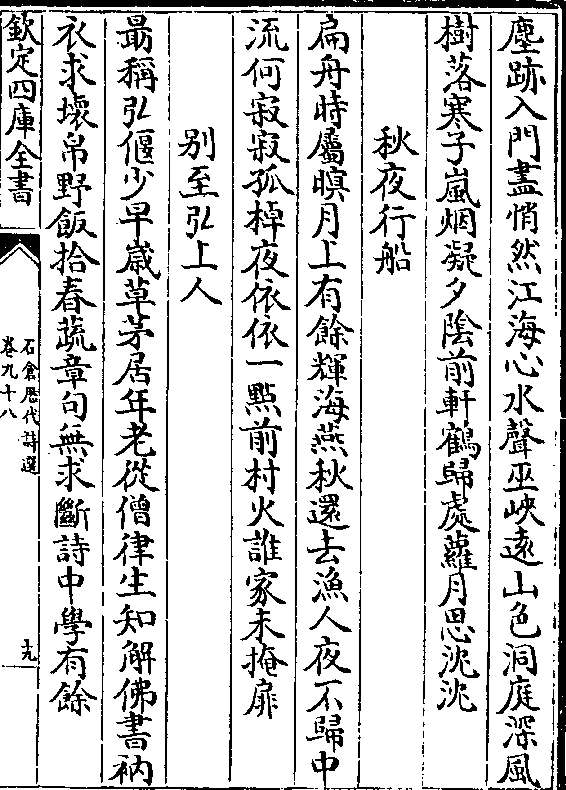 塵跡入門盡悄然江海心水聲巫峽遠山色洞庭深風
樹落寒子嵐烟凝夕陰前軒鶴歸處蘿月思沈沈
秋夜行船
扁舟時屬暝月上有餘輝海燕秋還去漁人夜不歸中
流何寂寂孤棹夜依依一點前村火誰家未掩扉
别至弘上人
最稱弘偃少早嵗草茅居年老從僧律生知解佛書衲
衣求壞帛野飯拾春蔬章句無求斷詩中學有餘
欽定四庫全書
石倉歴代詩選
卷九十八
九